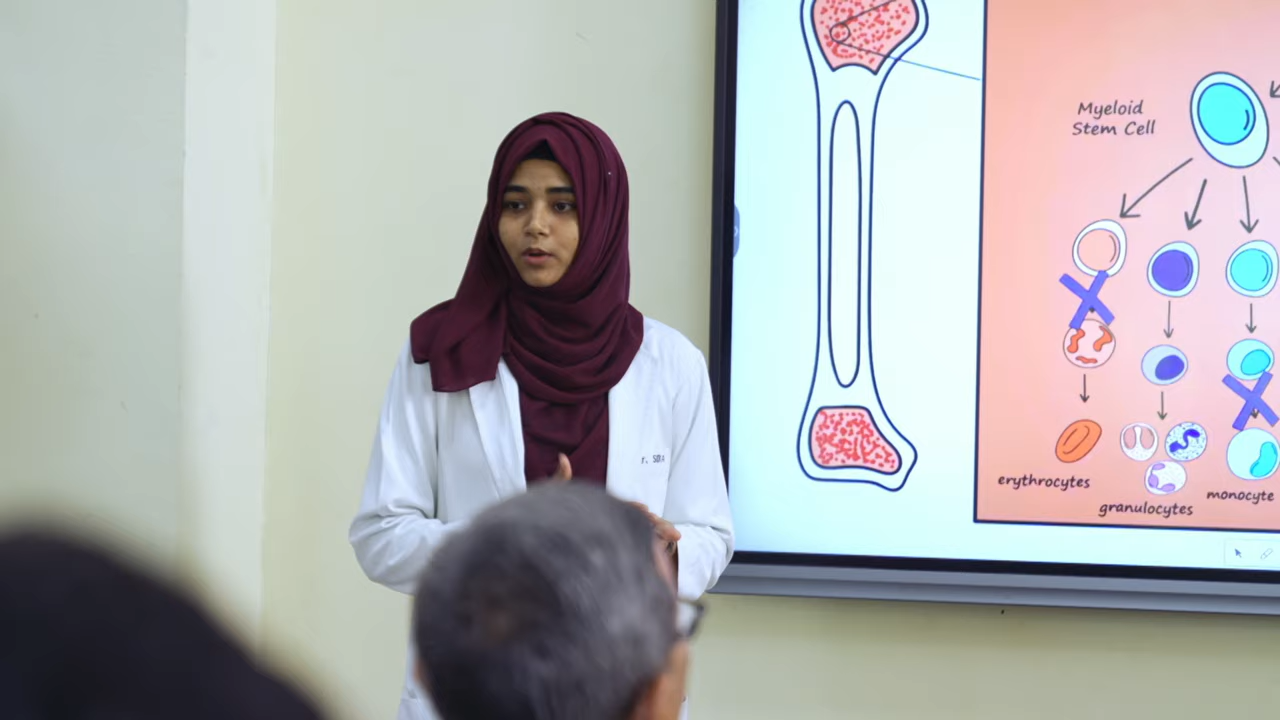 Myeloid
Stem Cell
erythrocytes
granulocytes
monocyte